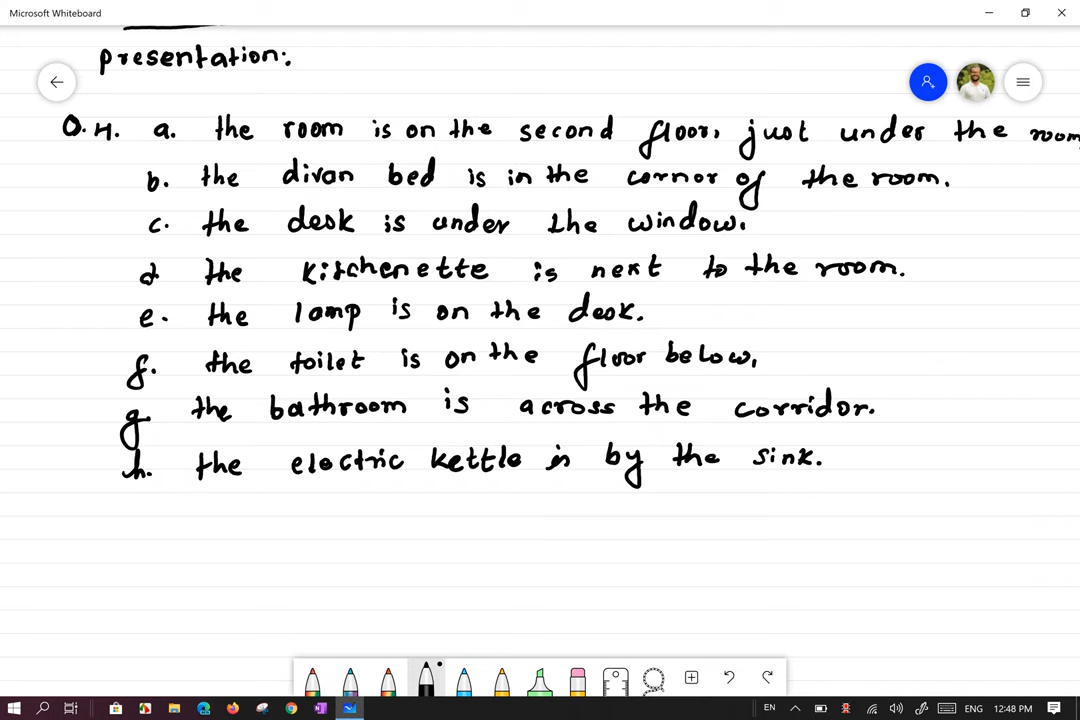 Microsoft Whiteboard
presentation:
Q.4. a. the room is on the second floor, just under the room
b. the divan bed is in the corner of the room.
c. the desk is under the window.
d the kitchenette is next to the room.
e. the lamp is on the desk.
f. the toilet is on the floor below.
g the bathroom is across the corridor.
h. the electric kettle is by the sink.
EN ENG 12:48 PM